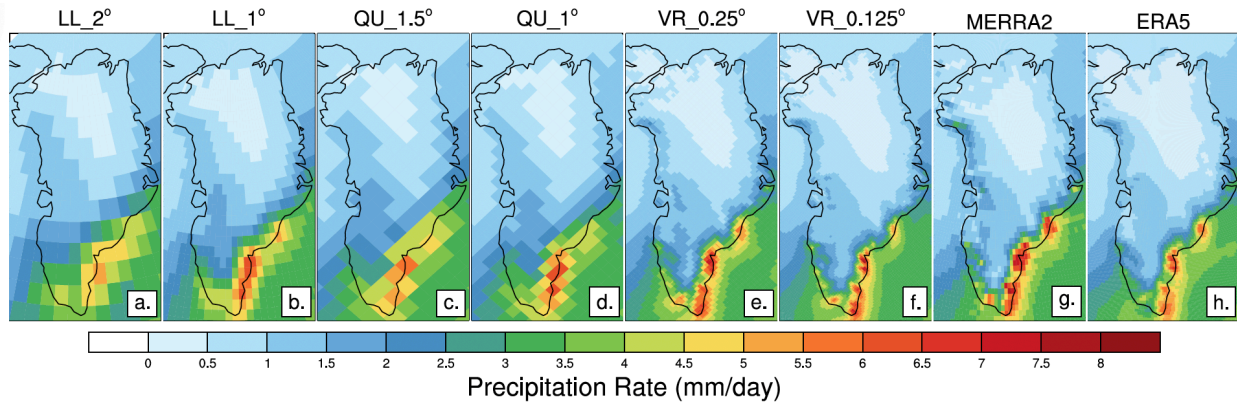 LL_2° LL_1° QU_1.5° QU_1° VR_0.25° VR_0.125° MERRA2 ERA5
a. b. c. d. e. f. g. h.
0 0.5 1 1.5 2 2.5 3 3.5 4 4.5 5 5.5 6 6.5 7 7.5 8
Precipitation Rate (mm/day)